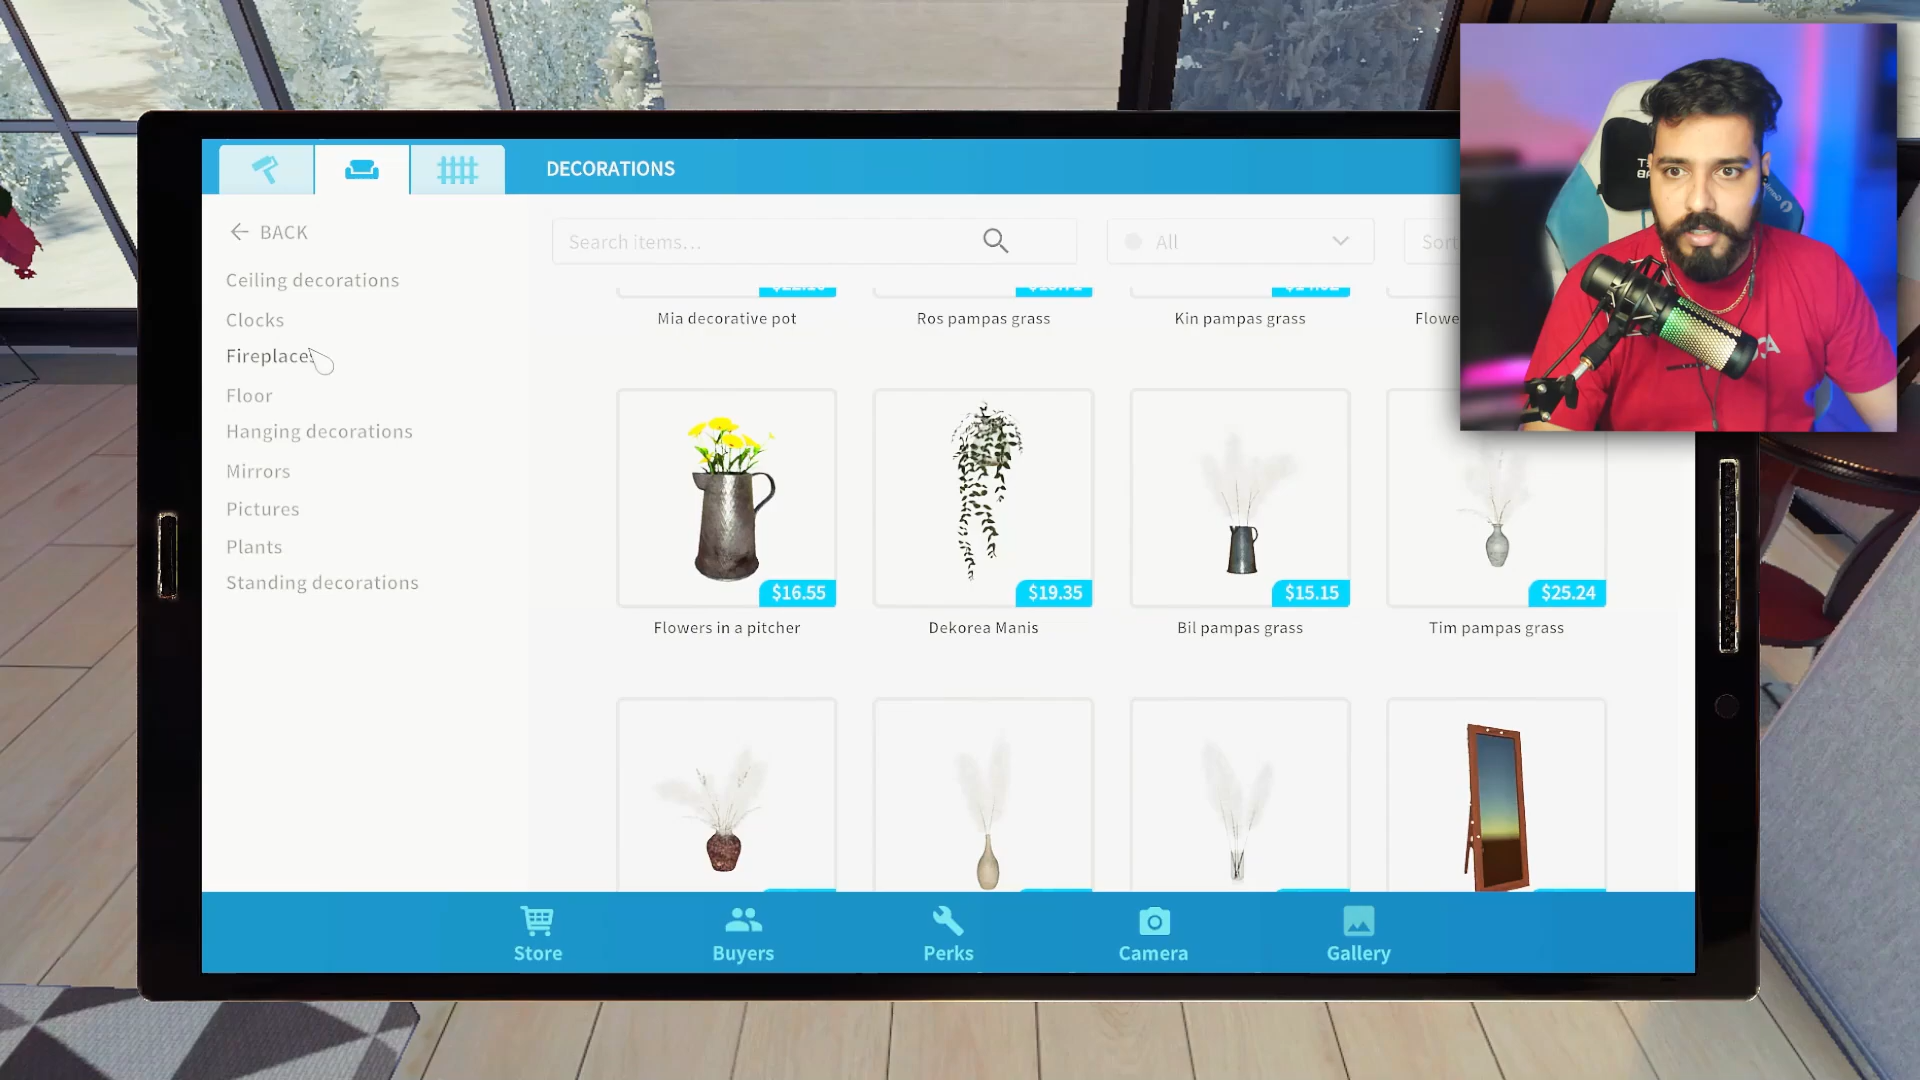 DECORATIONS
BACK
Search items...
All
Sort
Ceiling decorations
Clocks
Fireplaces
Floor
Hanging decorations
Mirrors
Pictures
Plants
Standing decorations
Mia decorative pot
Ros pampas grass
Kin pampas grass
Flowe
$16.55
$19.35
$15.15
$25.24
Flowers in a pitcher
Dekorea Manis
Bil pampas grass
Tim pampas grass
Store
Buyers
Perks
Camera
Gallery